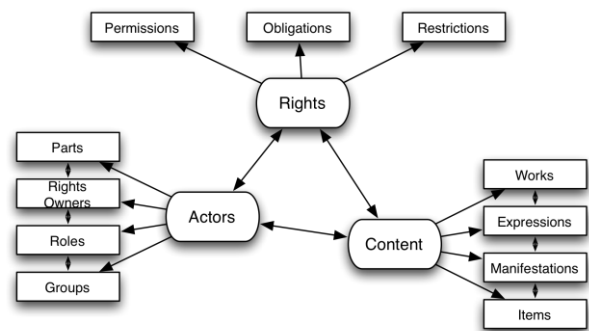 Permissions
Obligations
Restrictions
Rights
Parts
Rights
Owners
Roles
Groups
Actors
Content
Works
Expressions
Manifestations
Items